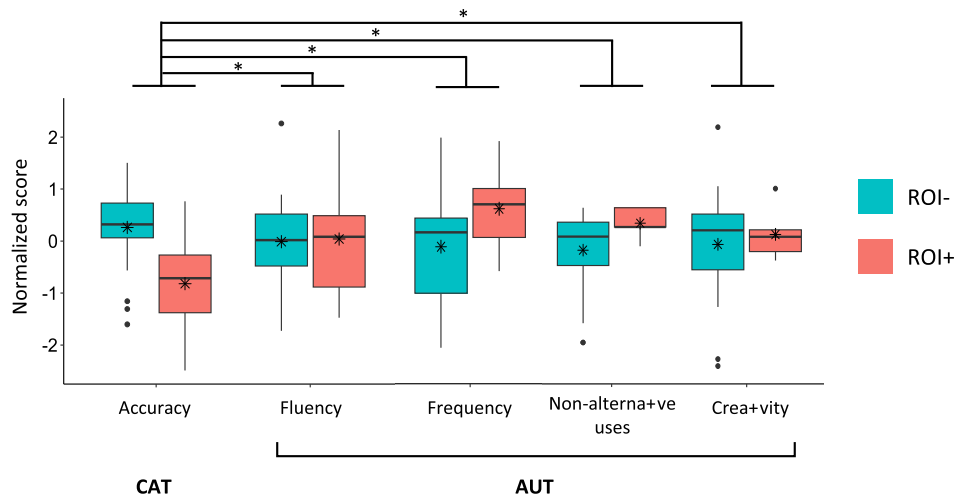 *
*
*
*
Normalized score
2
1
0
-1
-2
ROI-
ROI+
Accuracy
Fluency
Frequency
Non-alterna+ve
uses
Crea+vity
CAT
AUT